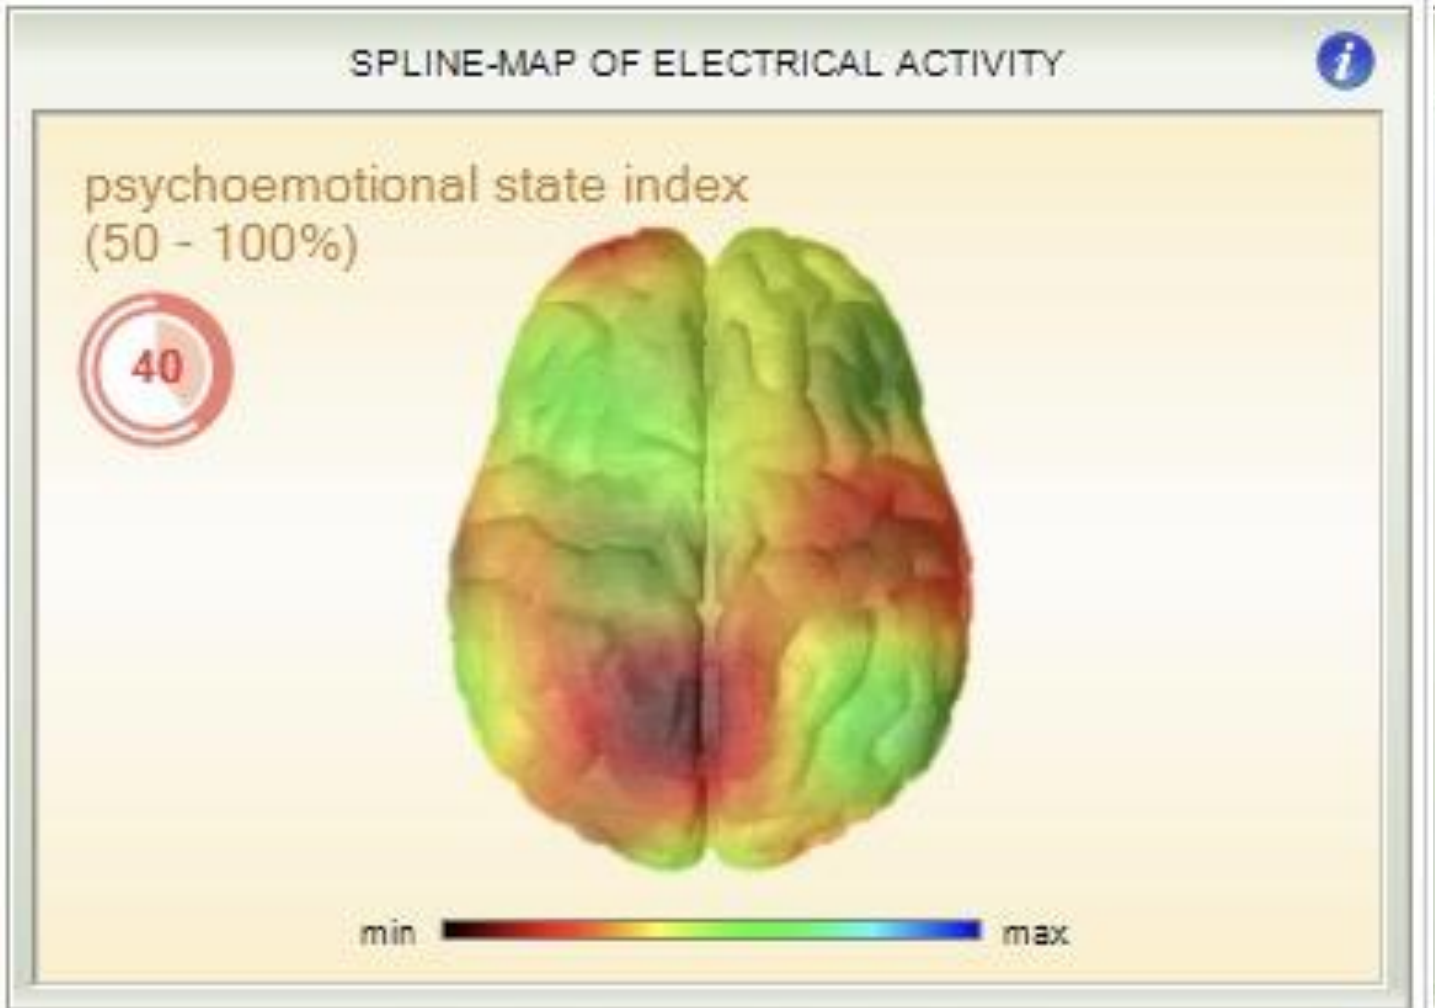 SPLINE-MAP OF ELECTRICAL ACTIVITY
i
psychoemotional state index
(50 - 100%)
40
min
max